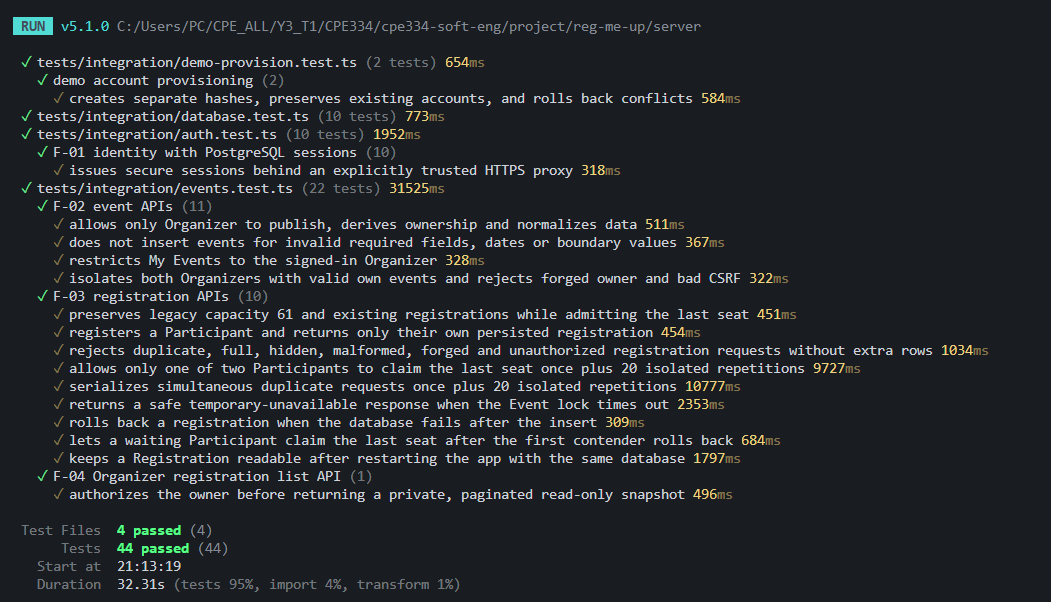 RUN v5.1.0 C:/Users/PC/CPE_ALL/Y3_T1/CPE334/cpe334-soft-eng/project/reg-me-up/server
✓ tests/integration/demo-provision.test.ts (2 tests) 654ms
✓ demo account provisioning (2)
✓ creates separate hashes, preserves existing accounts, and rolls back conflicts 584ms
✓ tests/integration/database.test.ts (10 tests) 773ms
✓ tests/integration/auth.test.ts (10 tests) 1952ms
✓ F-01 identity with PostgreSQL sessions (10)
✓ issues secure sessions behind an explicitly trusted HTTPS proxy 318ms
✓ tests/integration/events.test.ts (22 tests) 31525ms
✓ F-02 event APIs (11)
✓ allows only Organizer to publish, derives ownership and normalizes data 511ms
✓ does not insert events for invalid required fields, dates or boundary values 367ms
✓ restricts My Events to the signed-in Organizer 328ms
✓ isolates both Organizers with valid own events and rejects forged owner and bad CSRF 322ms
✓ F-03 registration APIs (10)
✓ preserves legacy capacity 61 and existing registrations while admitting the last seat 451ms
✓ registers a Participant and returns only their own persisted registration 454ms
✓ rejects duplicate, full, hidden, malformed, forged and unauthorized registration requests without extra rows 1034ms
✓ allows only one of two Participants to claim the last seat once plus 20 isolated repetitions 9727ms
✓ serializes simultaneous duplicate requests once plus 20 isolated repetitions 10777ms
✓ returns a safe temporary-unavailable response when the Event lock times out 2353ms
✓ rolls back a registration when the database fails after the insert 309ms
✓ lets a waiting Participant claim the last seat after the first contender rolls back 684ms
✓ keeps a Registration readable after restarting the app with the same database 1797ms
✓ F-04 Organizer registration list API (1)
✓ authorizes the owner before returning a private, paginated read-only snapshot 496ms
Test Files 4 passed (4)
Tests 44 passed (44)
Start at 21:13:19
Duration 32.31s (tests 95%, import 4%, transform 1%)